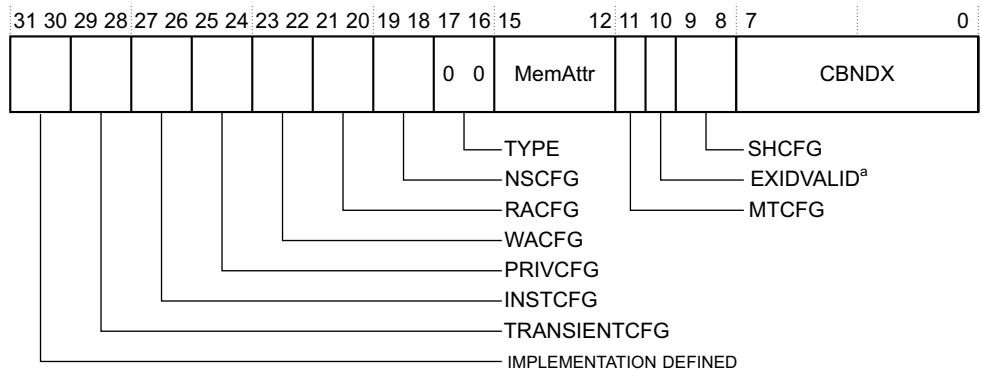 31 30 29 28 27 26 25 24 23 22 21 20 19 18 17 16 15 12 11 10 9 8 7 0
0 0 MemAttr CBNDX
TYPE SHCFG
NSCFG EXIDVALIDa
RACFG MTCFG
WACFG
PRIVCFG
INSTCFG
TRANSIENTCFG
IMPLEMENTATION DEFINED